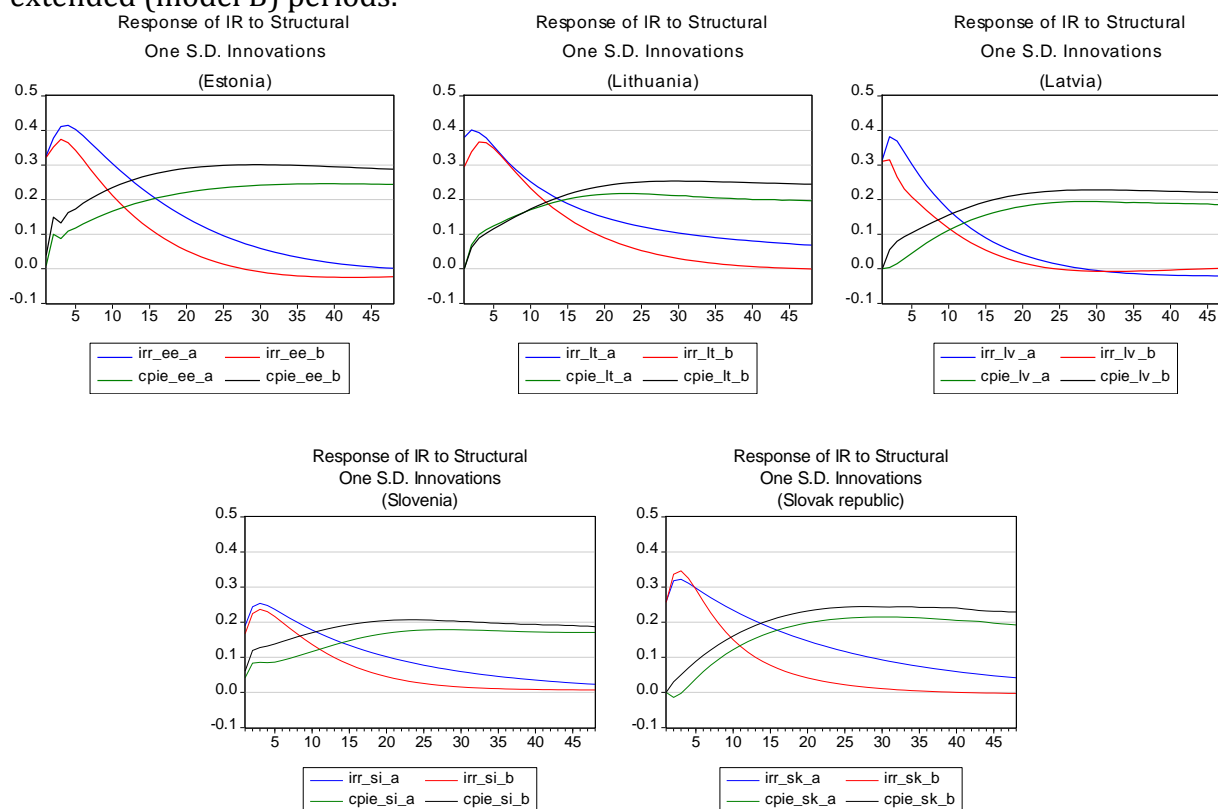 extended (model B) periods.
Response of IR to Structural
One S.D. Innovations
(Estonia)
0.5
0.4
0.3
0.2
0.1
0.0
-0.1
5 10 15 20 25 30 35 40 45
irr_ee_a irr_ee_b
cpie_ee_a cpie_ee_b
Response of IR to Structural
One S.D. Innovations
(Lithuania)
0.5
0.4
0.3
0.2
0.1
0.0
-0.1
5 10 15 20 25 30 35 40 45
irr_lt_a irr_lt_b
cpie_lt_a cpie_lt_b
Response of IR to Structural
One S.D. Innovations
(Latvia)
0.5
0.4
0.3
0.2
0.1
0.0
-0.1
5 10 15 20 25 30 35 40 45
irr_lv_a irr_lv_b
cpie_lv_a cpie_lv_b
Response of IR to Structural
One S.D. Innovations
(Slovenia)
0.5
0.4
0.3
0.2
0.1
0.0
-0.1
5 10 15 20 25 30 35 40 45
irr_si_a irr_si_b
cpie_si_a cpie_si_b
Response of IR to Structural
One S.D. Innovations
(Slovak republic)
0.5
0.4
0.3
0.2
0.1
0.0
-0.1
5 10 15 20 25 30 35 40 45
irr_sk_a irr_sk_b
cpie_sk_a cpie_sk_b